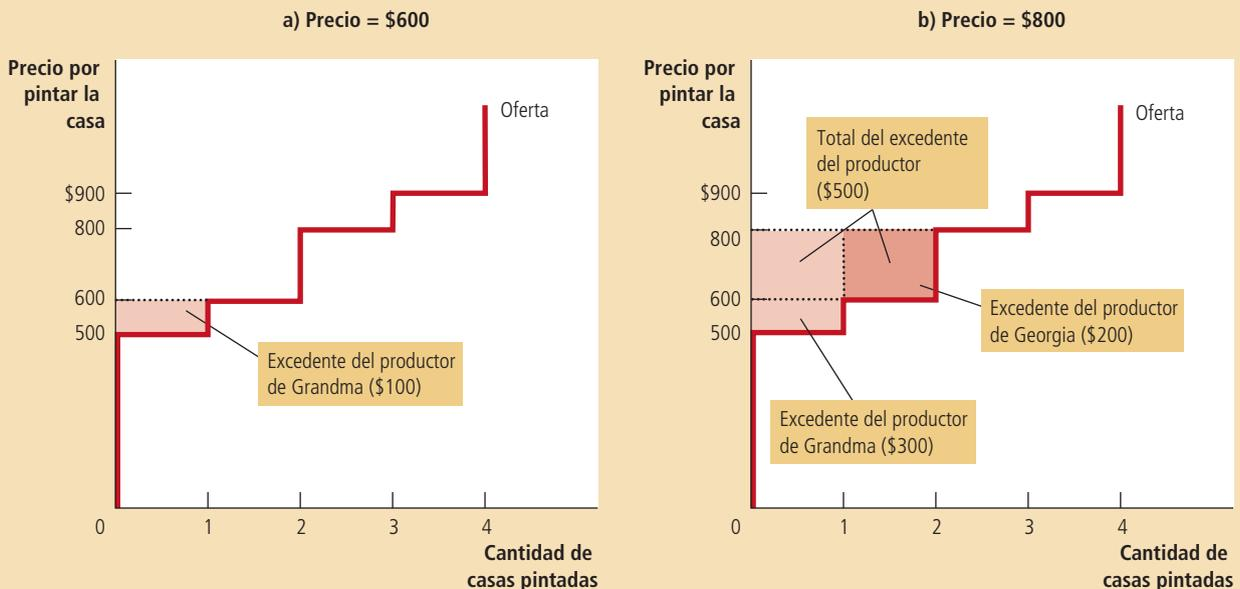 a) Precio = $600
Precio por
pintar la
casa
Oferta
$900
800
600
500
Excedente del productor
de Grandma ($100)
0
1
2
3
4
Cantidad de
casas pintadas
b) Precio = $800
Precio por
pintar la
casa
Total del excedente
del productor
($500)
Oferta
$900
800
600
500
Excedente del productor
de Georgia ($200)
Excedente del productor
de Grandma ($300)
0
1
2
3
4
Cantidad de
casas pintadas